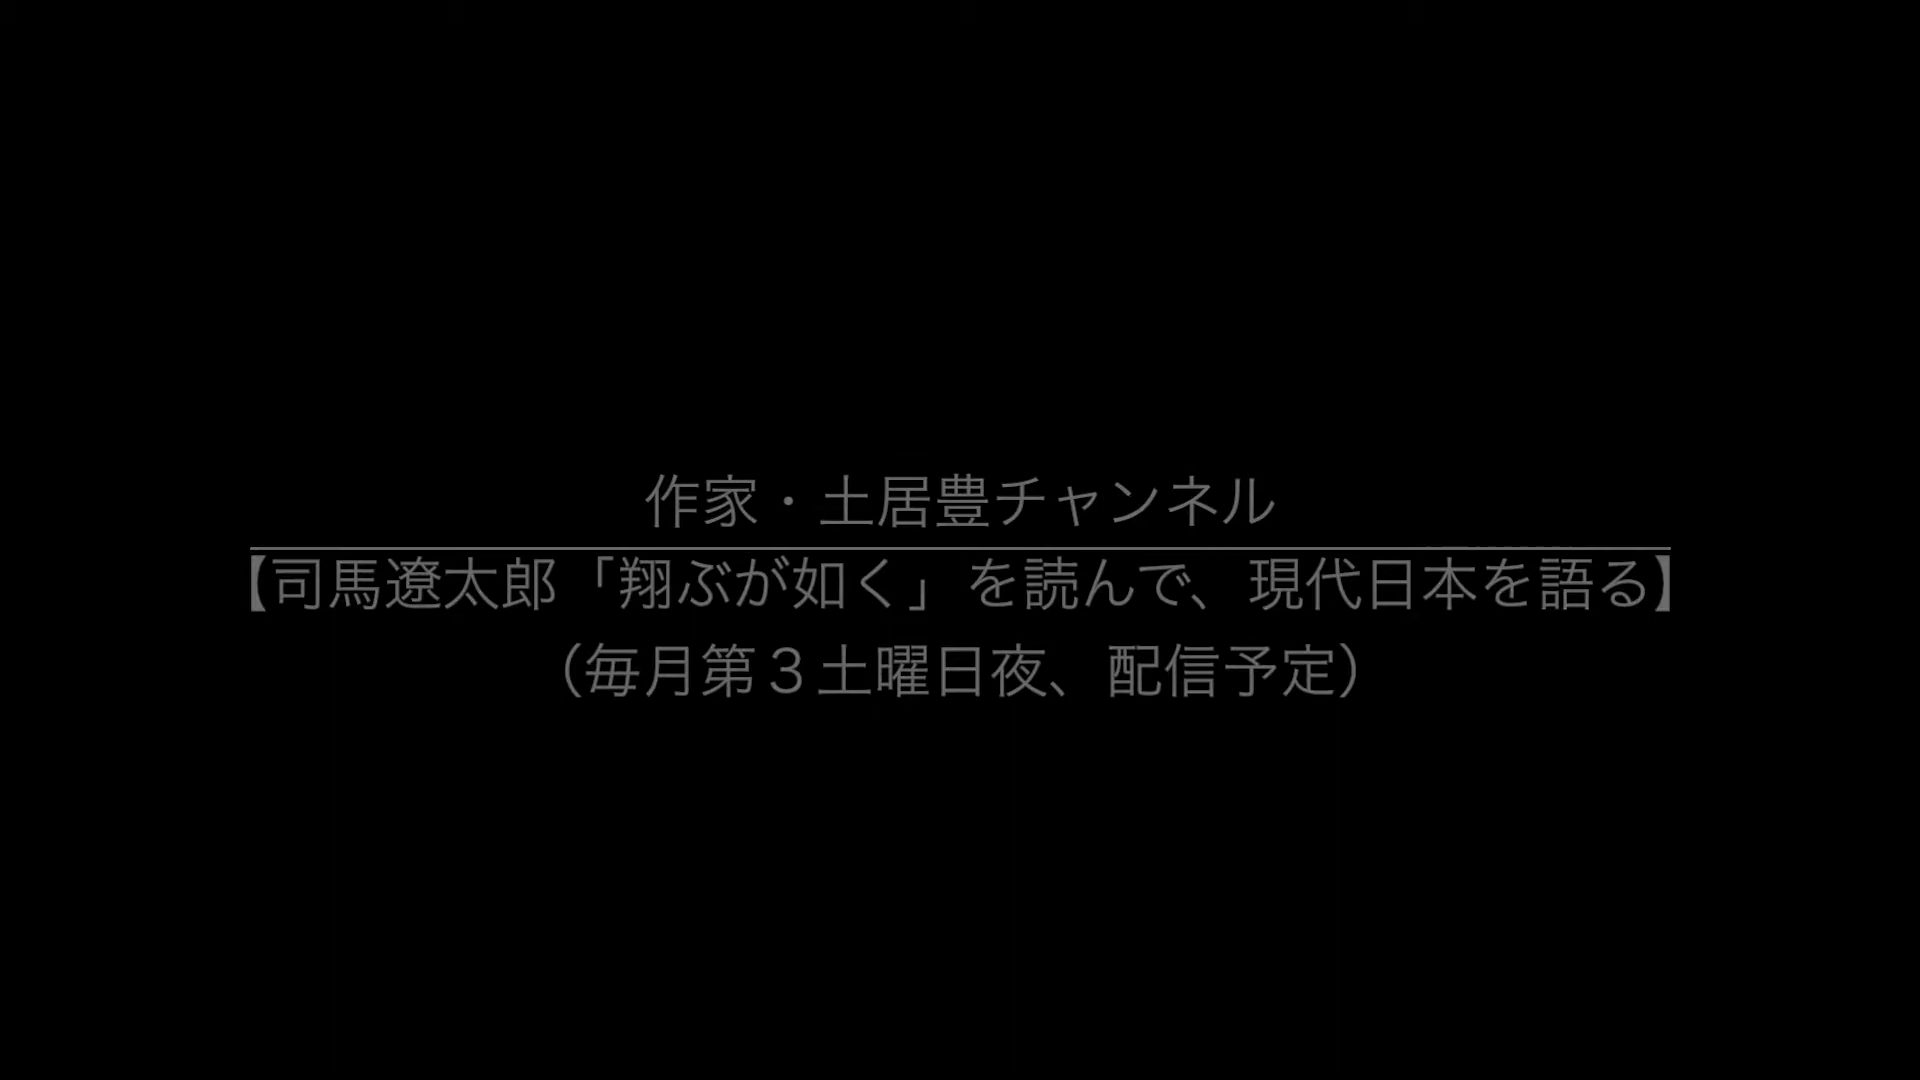 作家・土居豊チャンネル
【司馬遼太郎「翔ぶが如く」を読んで、現代日本を語る】
（毎月第３土曜日夜、配信予定）